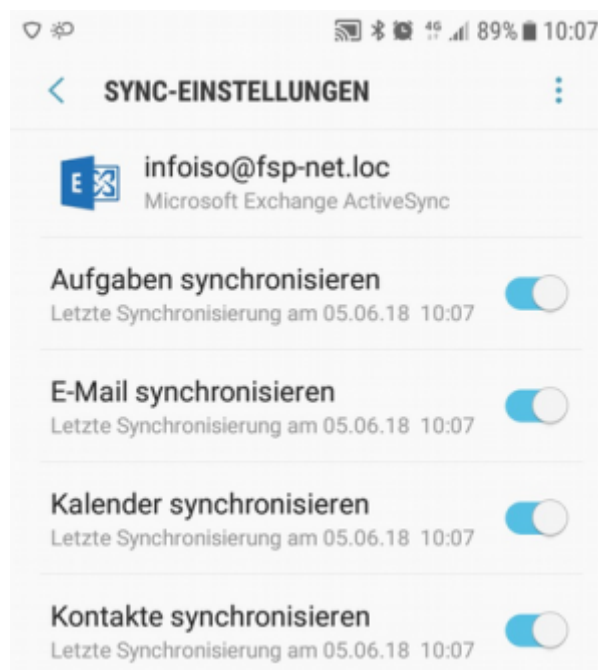 4G 89% 10:07
SYNC-EINSTELLUNGEN
E
infoiso@fsp-net.loc
Microsoft Exchange ActiveSync
Aufgaben synchronisieren
Letzte Synchronisierung am 05.06.18 10:07
E-Mail synchronisieren
Letzte Synchronisierung am 05.06.18 10:07
Kalender synchronisieren
Letzte Synchronisierung am 05.06.18 10:07
Kontakte synchronisieren
Letzte Synchronisierung am 05.06.18 10:07